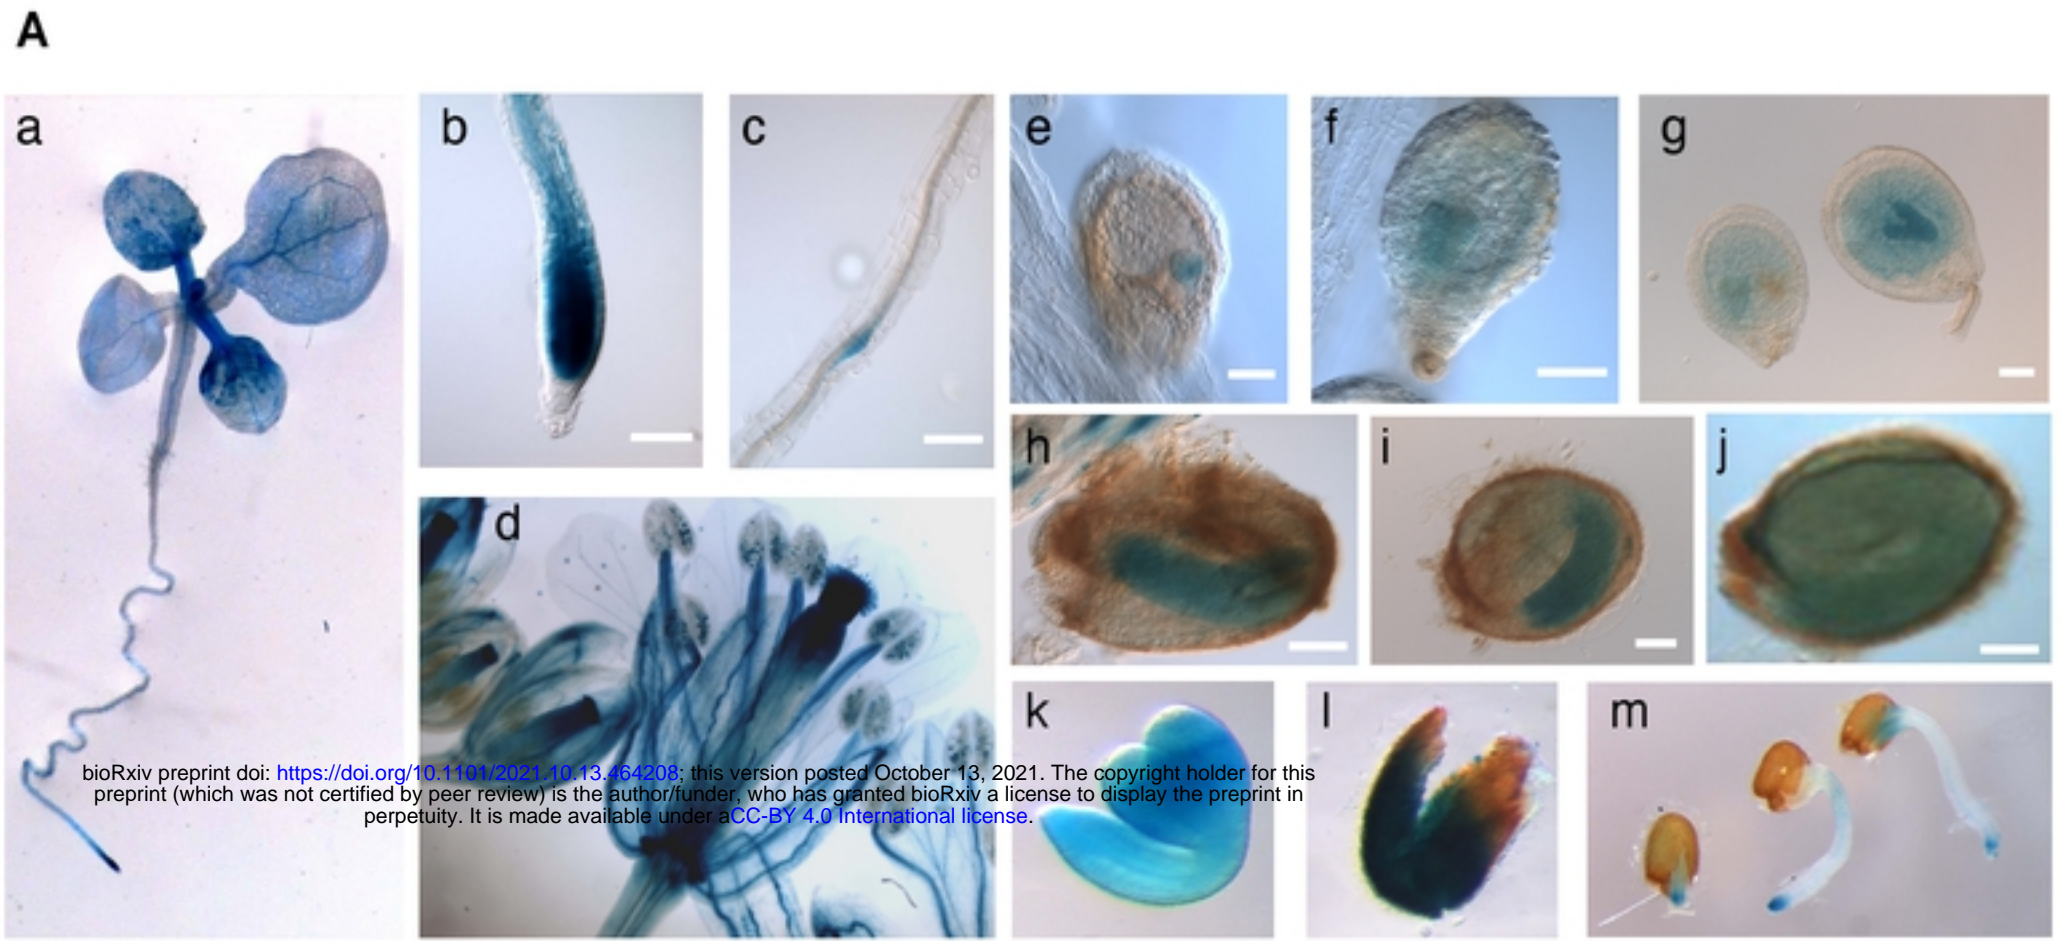 A
a
b
c
e
f
g
d
h
i
j
k
l
m
bioRxiv preprint doi: https://doi.org/10.1101/2021.10.13.464208; this version posted October 13, 2021. The copyright holder for this
preprint (which was not certified by peer review) is the author/funder, who has granted bioRxiv a license to display the preprint in
perpetuity. It is made available under aCC-BY 4.0 International license.